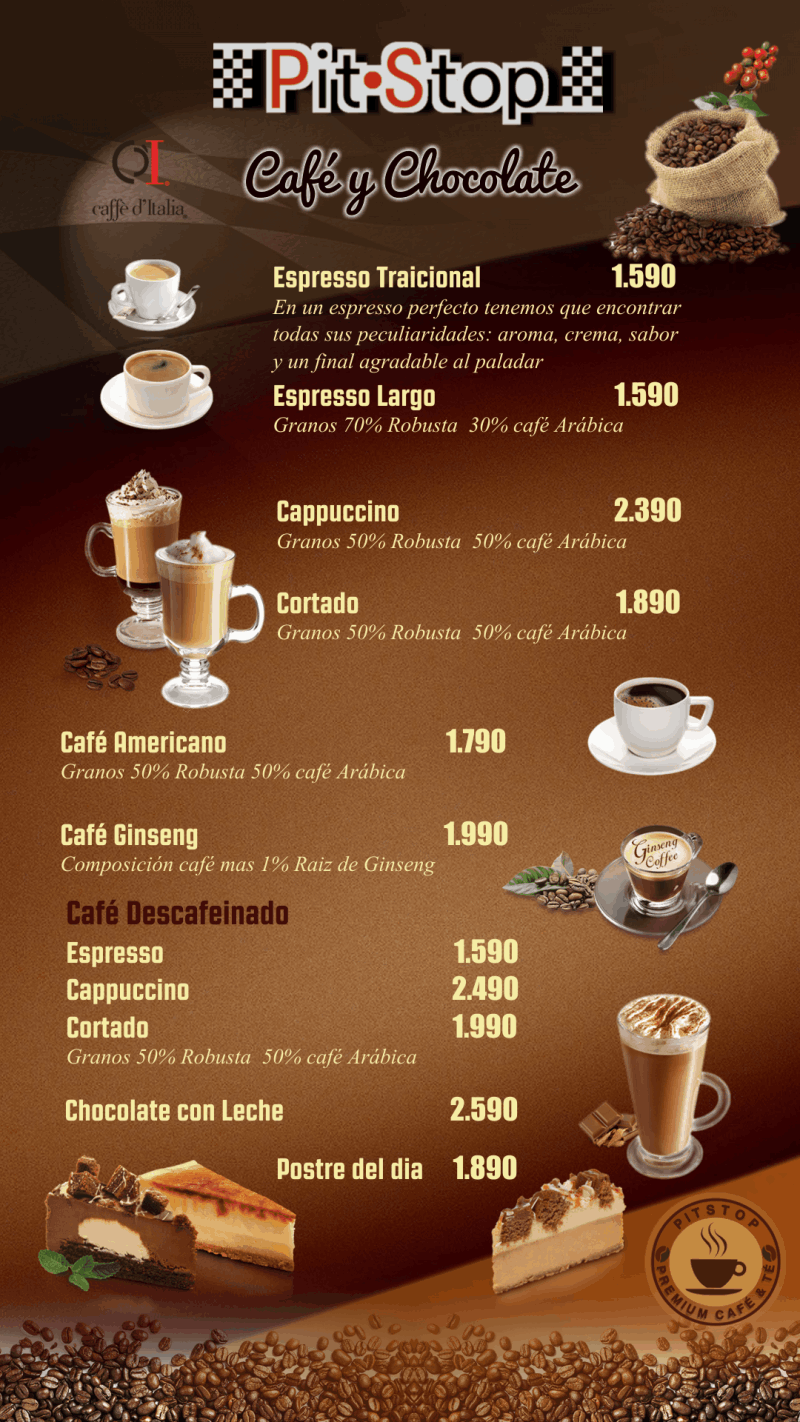 Pit•Stop
Café y Chocolate
CI.
caffè d'Italia
Espresso Traicional 1.590
En un espresso perfecto tenemos que encontrar
todas sus peculiaridades: aroma, crema, sabor
y un final agradable al paladar
Espresso Largo 1.590
Granos 70% Robusta 30% café Arábica
Cappuccino 2.390
Granos 50% Robusta 50% café Arábica
Cortado 1.890
Granos 50% Robusta 50% café Arábica
Café Americano 1.790
Granos 50% Robusta 50% café Arábica
Café Ginseng 1.990
Composición café mas 1% Raiz de Ginseng
Ginseng
Coffee
Café Descafeinado
Espresso 1.590
Cappuccino 2.490
Cortado 1.990
Granos 50% Robusta 50% café Arábica
Chocolate con Leche 2.590
Postre del dia 1.890
PITSTOP
PREMIUM CAFÉ & TÉ